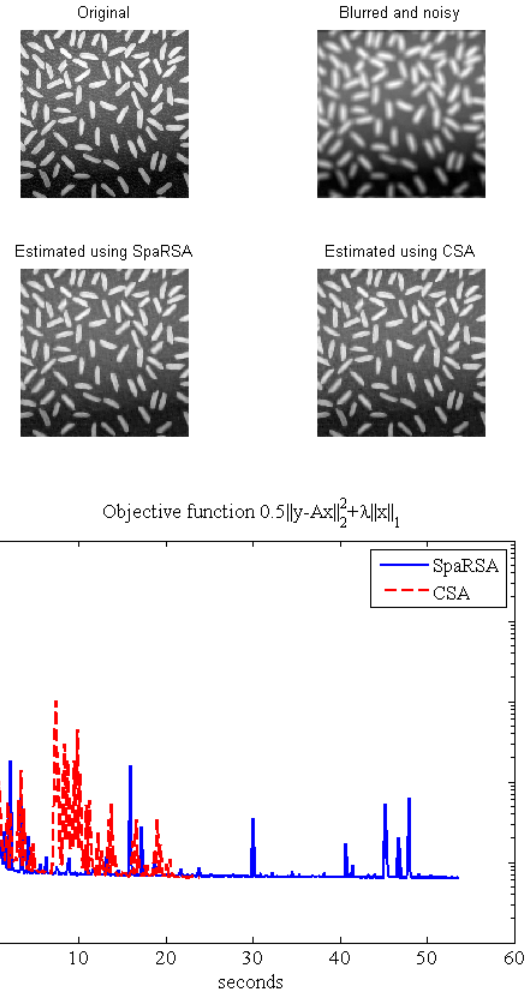 Original
Blurred and noisy
Estimated using SpaRSA
Estimated using CSA
Objective function 0.5||y-Ax||₂²+λ||x||₁
SpaRSA
CSA
10 20 30 40 50 60
seconds